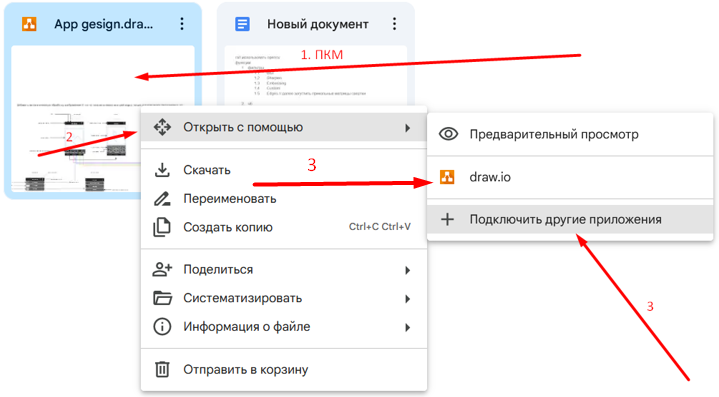 App gesign.dra...
Новый документ
1. ПКМ
2
Открыть с помощью
Предварительный просмотр
3
Скачать
draw.io
Переименовать
Подключить другие приложения
Создать копию Ctrl+C Ctrl+V
Поделиться
Систематизировать
3
Информация о файле
Отправить в корзину